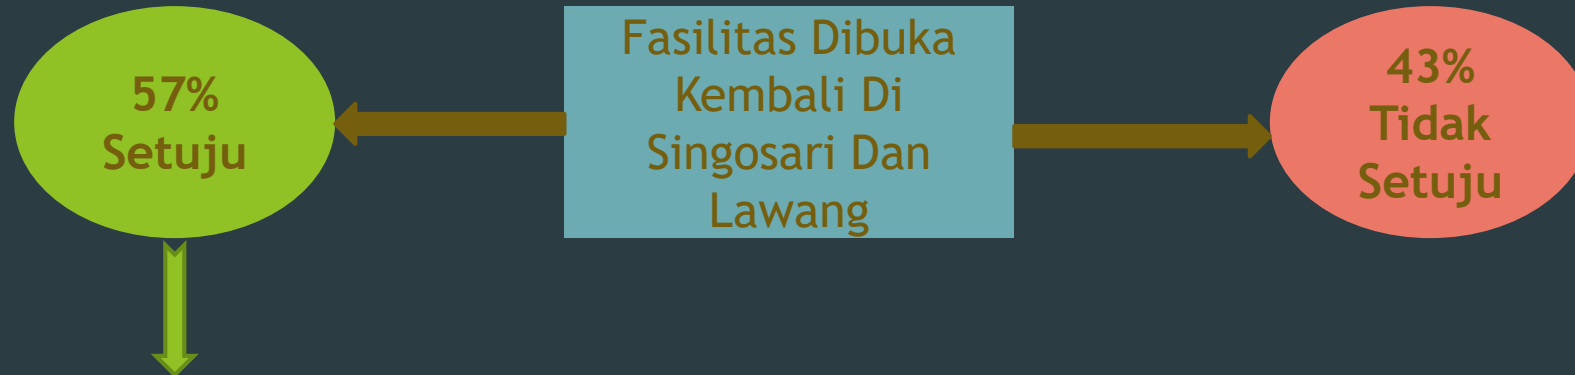 57%
Setuju
Fasilitas Dibuka
Kembali Di
Singosari Dan
Lawang
43%
Tidak
Setuju